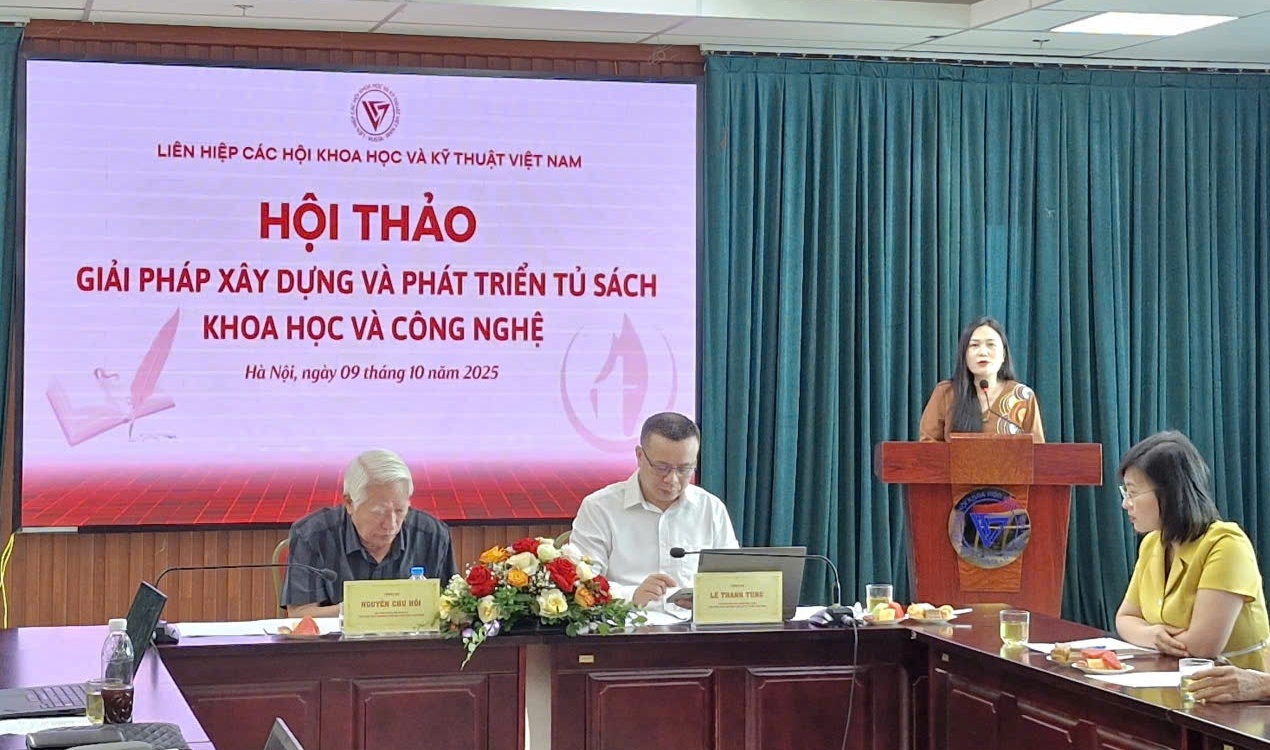 LIÊN HIỆP CÁC HỘI KHOA HỌC VÀ KỸ THUẬT VIỆT NAM
HỘI THẢO
GIẢI PHÁP XÂY DỰNG VÀ PHÁT TRIỂN TỦ SÁCH
KHOA HỌC VÀ CÔNG NGHỆ
Hà Nội, ngày 09 tháng 10 năm 2025
NGUYỄN CHU HỒI
LÊ THANH TÙNG